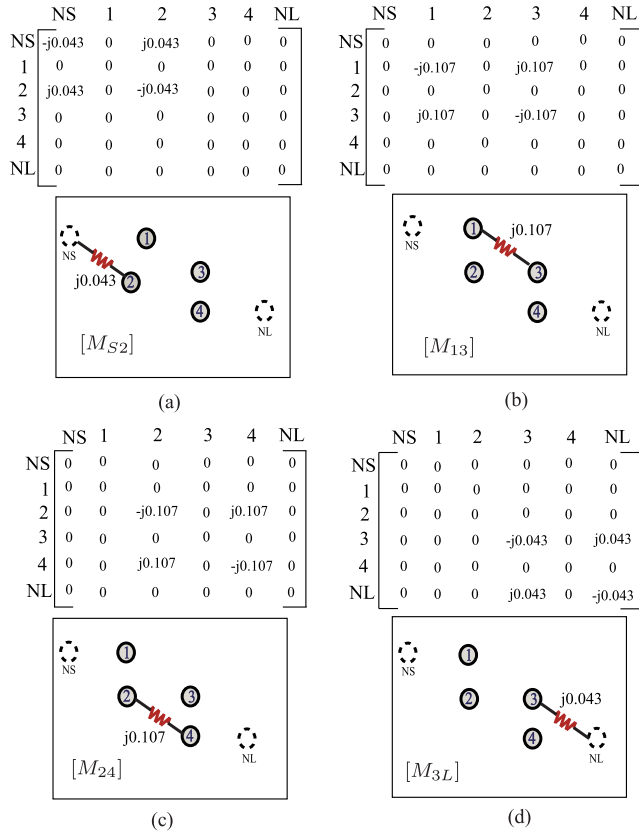 NS 1 2 3 4 NL
NS -j0.043 0 j0.043 0 0 0
1 0 0 0 0 0 0
2 j0.043 0 -j0.043 0 0 0
3 0 0 0 0 0 0
4 0 0 0 0 0 0
NL 0 0 0 0 0 0
1
NS
3
2
j0.043
4
NL
[M_{S2}]
(a)
NS 1 2 3 4 NL
NS 0 0 0 0 0 0
1 0 -j0.107 0 j0.107 0 0
2 0 0 0 0 0 0
3 0 j0.107 0 -j0.107 0 0
4 0 0 0 0 0 0
NL 0 0 0 0 0 0
1 j0.107
NS
2 3
4
NL
[M_{13}]
(b)
NS 1 2 3 4 NL
NS 0 0 0 0 0 0
1 0 0 0 0 0 0
2 0 0 -j0.107 0 j0.107 0
3 0 0 0 0 0 0
4 0 0 j0.107 0 -j0.107 0
NL 0 0 0 0 0 0
1
NS
2 3
j0.107 4
NL
[M_{24}]
(c)
NS 1 2 3 4 NL
NS 0 0 0 0 0 0
1 0 0 0 0 0 0
2 0 0 0 0 0 0
3 0 0 0 -j0.043 0 j0.043
4 0 0 0 0 0 0
NL 0 0 0 j0.043 0 -j0.043
1
NS
2 3 j0.043
4
NL
[M_{3L}]
(d)